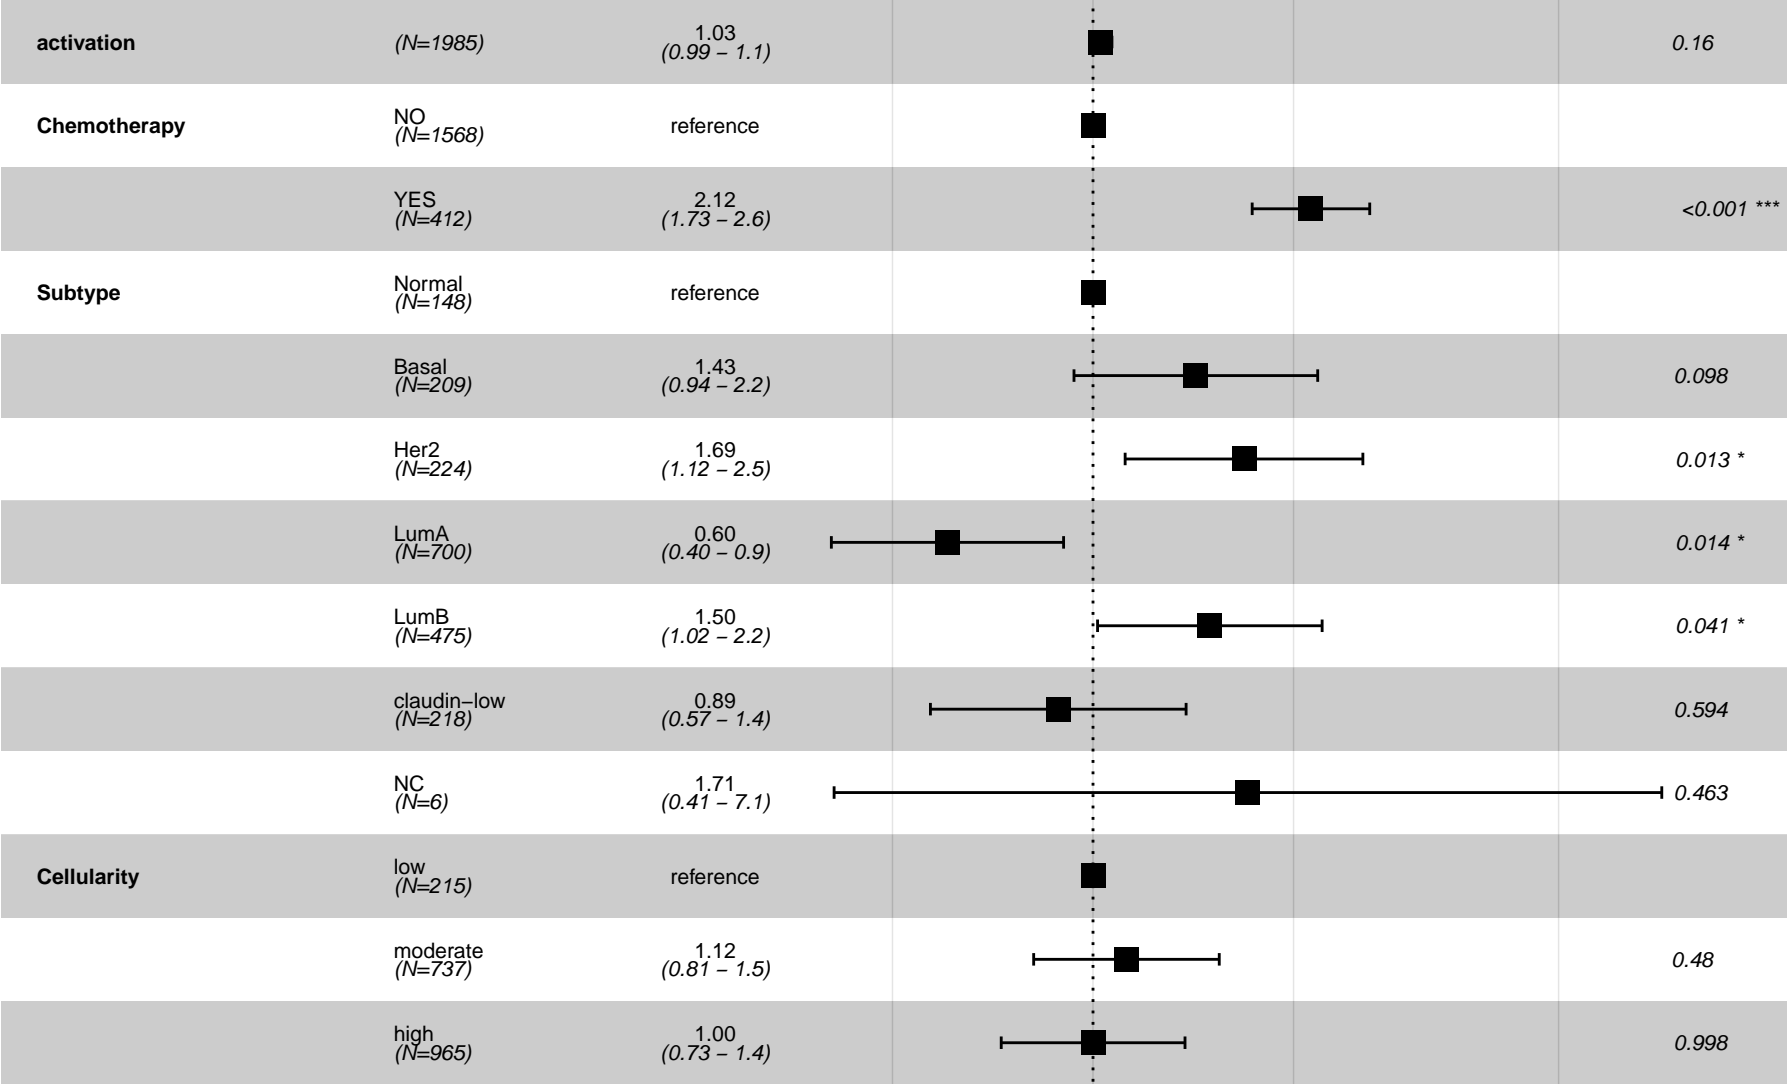 activation (N=1985) 1.03 (0.99 – 1.1) 0.16
Chemotherapy NO (N=1568) reference
YES (N=412) 2.12 (1.73 – 2.6) <0.001 ***
Subtype Normal (N=148) reference
Basal (N=209) 1.43 (0.94 – 2.2) 0.098
Her2 (N=224) 1.69 (1.12 – 2.5) 0.013 *
LumA (N=700) 0.60 (0.40 – 0.9) 0.014 *
LumB (N=475) 1.50 (1.02 – 2.2) 0.041 *
claudin–low (N=218) 0.89 (0.57 – 1.4) 0.594
NC (N=6) 1.71 (0.41 – 7.1) 0.463
Cellularity low (N=215) reference
moderate (N=737) 1.12 (0.81 – 1.5) 0.48
high (N=965) 1.00 (0.73 – 1.4) 0.998